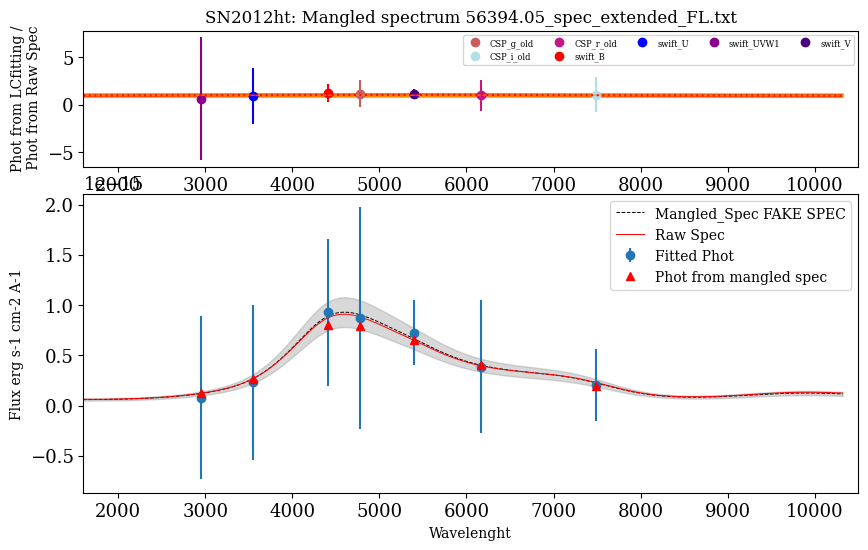 SN2012ht: Mangled spectrum 56394.05_spec_extended_FL.txt
Phot from LCfitting /
Phot from Raw Spec
5
0
−5
CSP_g_old CSP_r_old swift_U swift_UVW1 swift_V
CSP_i_old swift_B
2000 3000 4000 5000 6000 7000 8000 9000 10000
1e−15
Flux erg s-1 cm-2 A-1
2.0
1.5
1.0
0.5
0.0
−0.5
Mangled_Spec FAKE SPEC
Raw Spec
Fitted Phot
Phot from mangled spec
2000 3000 4000 5000 6000 7000 8000 9000 10000
Wavelenght